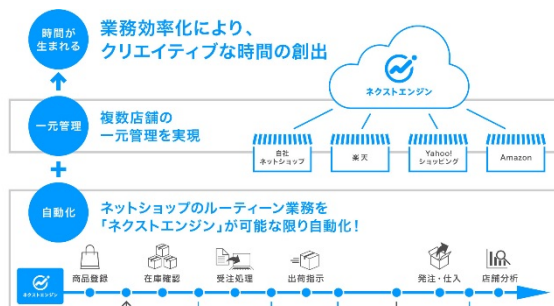 時間が
生まれる
業務効率化により、
クリエイティブな時間の創出
ネクストエンジン
一元管理
複数店舗の
一元管理を実現
自社
ネットショップ
楽天
Yahoo!
ショッピング
Amazon
自動化
ネットショップのルーティーン業務を
「ネクストエンジン」が可能な限り自動化！
商品登録
在庫確認
受注処理
出荷指示
発注・仕入
店舗分析
ネクストエンジン